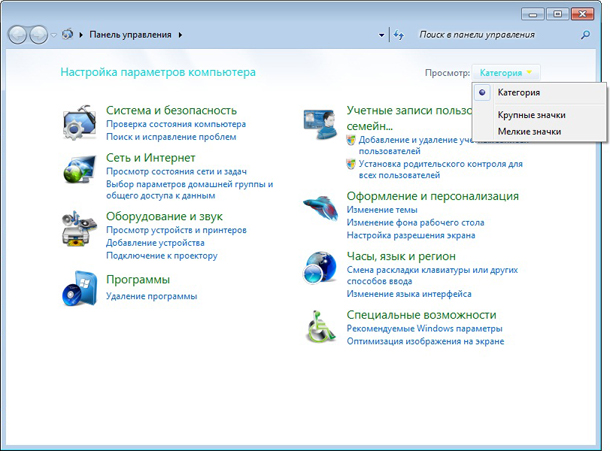 Панель управления
Поиск в панели управления
Настройка параметров компьютера
Просмотр:
Категория
Категория
Крупные значки
Мелкие значки
Система и безопасность
Проверка состояния компьютера
Поиск и исправление проблем
Сеть и Интернет
Просмотр состояния сети и задач
Выбор параметров домашней группы и
общего доступа к данным
Оборудование и звук
Просмотр устройств и принтеров
Добавление устройства
Подключение к проектору
Программы
Удаление программы
Учетные записи
семейн...
Добавление и удаление
пользователей
Установка родительского контроля для
всех пользователей
Оформление и персонализация
Изменение темы
Изменение фона рабочего стола
Настройка разрешения экрана
Часы, язык и регион
Смена раскладки клавиатуры или других
способов ввода
Изменение языка интерфейса
Специальные возможности
Рекомендуемые Windows параметры
Оптимизация изображения на экране